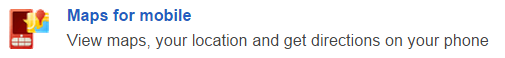 Maps for mobile
View maps, your location and get directions on your phone